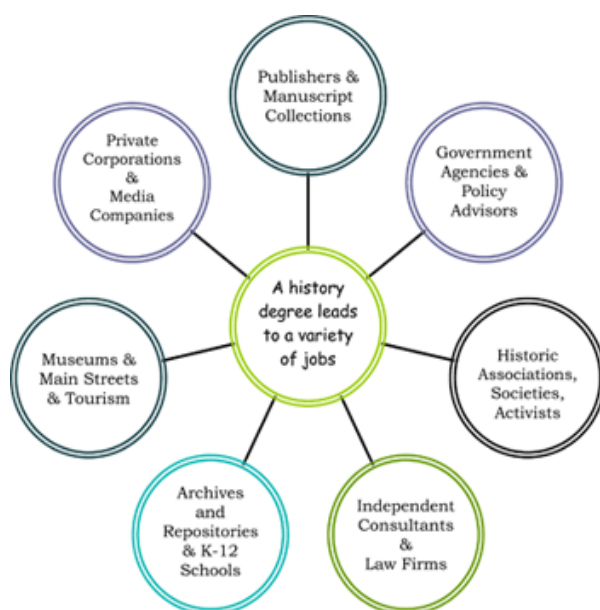 Publishers &
Manuscript
Collections
Private
Corporations
&
Media
Companies
Government
Agencies &
Policy
Advisors
A history
degree leads
to a variety
of jobs
Museums &
Main Streets
& Tourism
Historic
Associations,
Societies,
Activists
Archives
and
Repositories
& K-12
Schools
Independent
Consultants
&
Law Firms